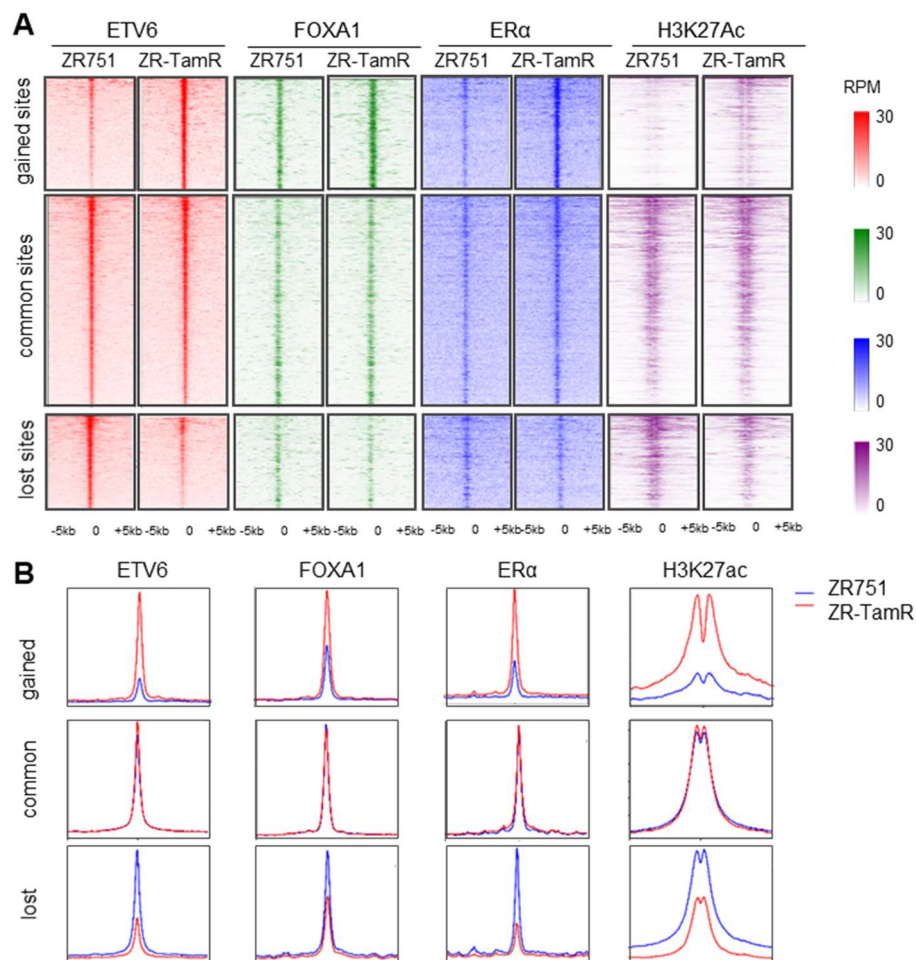 A
ETV6 FOXA1 ERα H3K27Ac
ZR751 ZR-TamR ZR751 ZR-TamR ZR751 ZR-TamR ZR751 ZR-TamR
RPM
gained sites
30
0
common sites
30
0
30
0
lost sites
30
0
-5kb 0 +5kb -5kb 0 +5kb -5kb 0 +5kb -5kb 0 +5kb -5kb 0 +5kb -5kb 0 +5kb -5kb 0 +5kb -5kb 0 +5kb
B
ETV6 FOXA1 ERα H3K27ac
ZR751
ZR-TamR
gained
common
lost